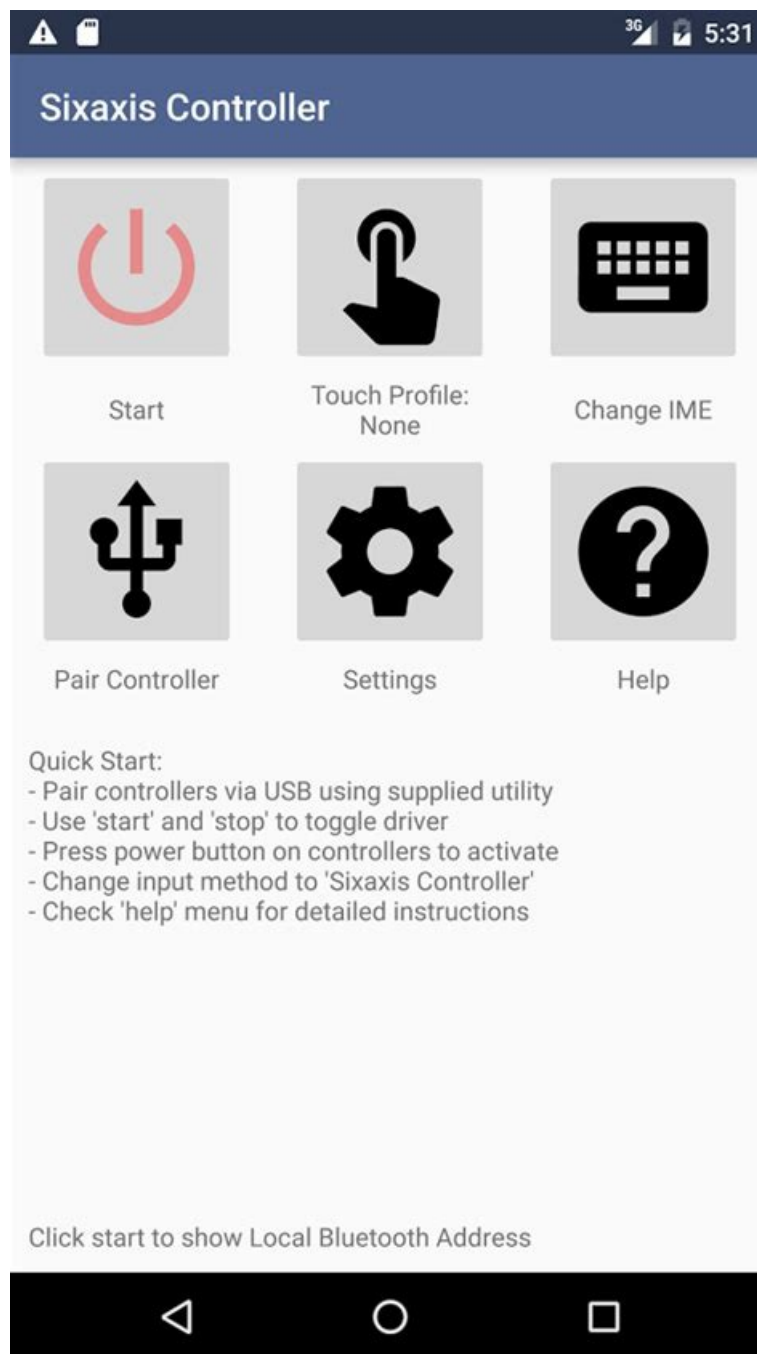 3G 5:31
Sixaxis Controller
Start
Touch Profile:
None
Change IME
Pair Controller
Settings
Help
Quick Start:
- Pair controllers via USB using supplied utility
- Use 'start' and 'stop' to toggle driver
- Press power button on controllers to activate
- Change input method to 'Sixaxis Controller'
- Check 'help' menu for detailed instructions
Click start to show Local Bluetooth Address